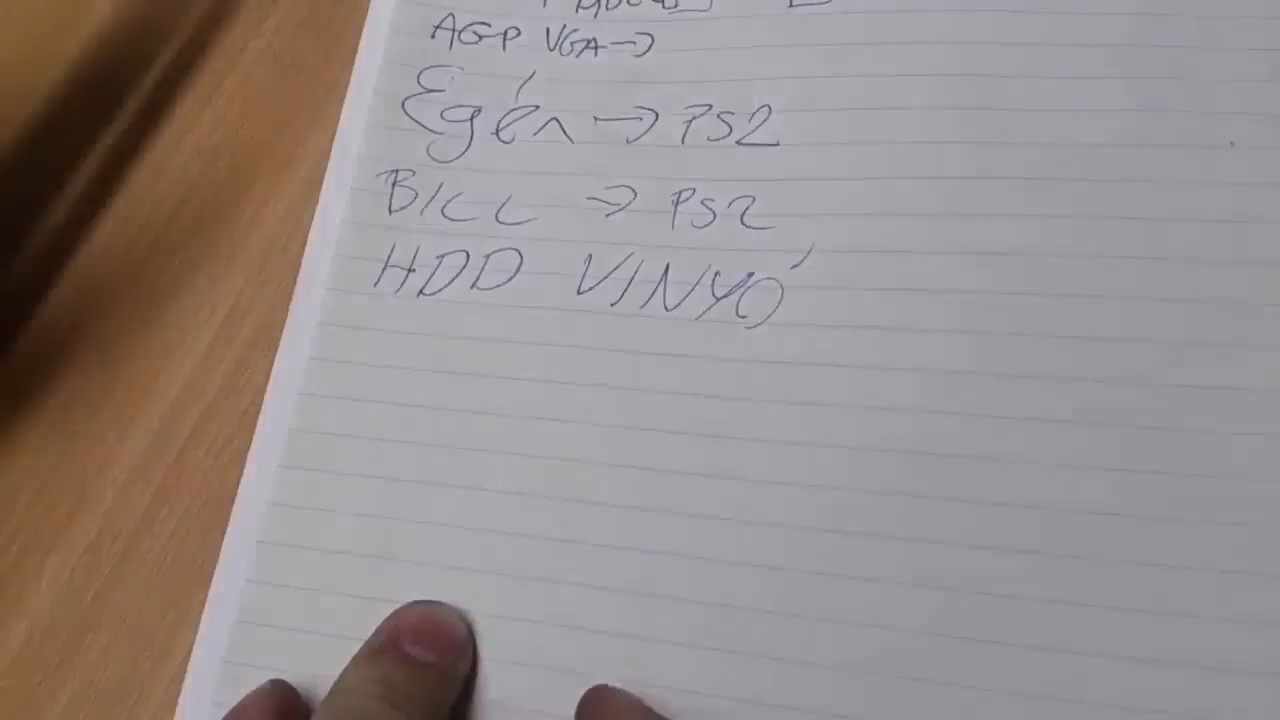 AGP VGA →
Egér → PS2
BILL → PS2
HDD VINYÓ